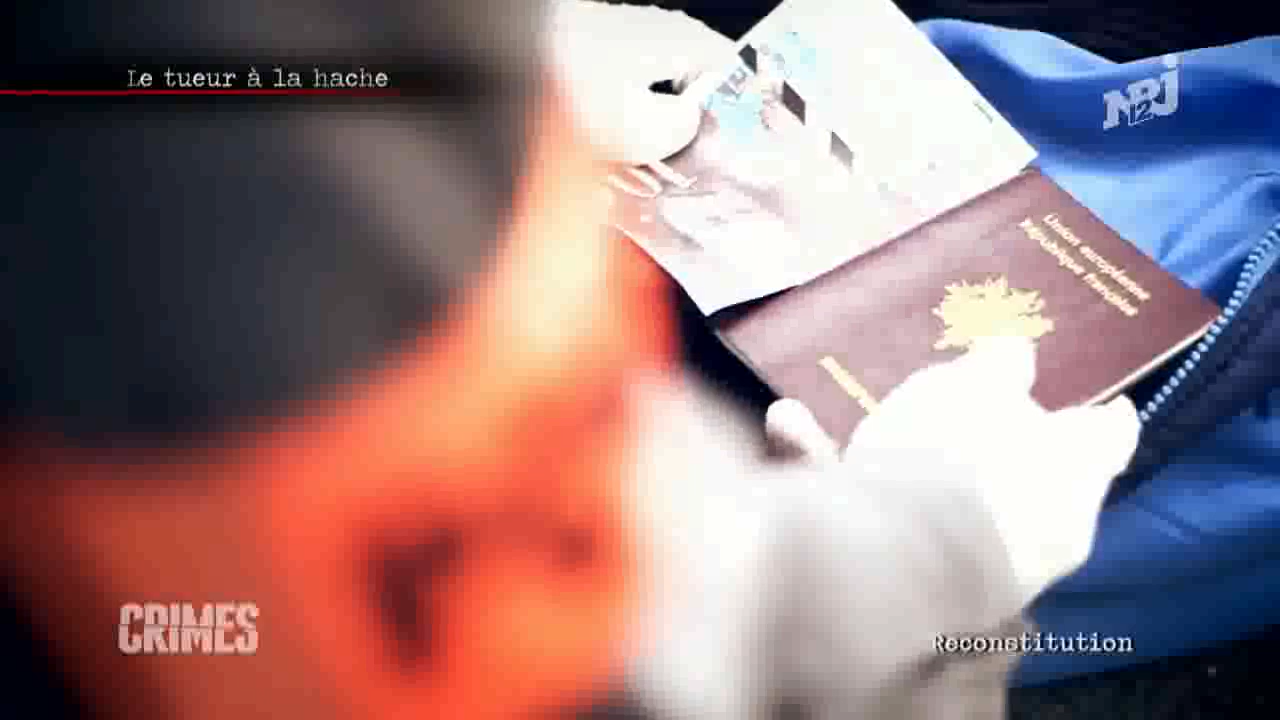 Le tueur à la hache
NRJ
12
Union européenne
République française
CRIMES
Reconstitution